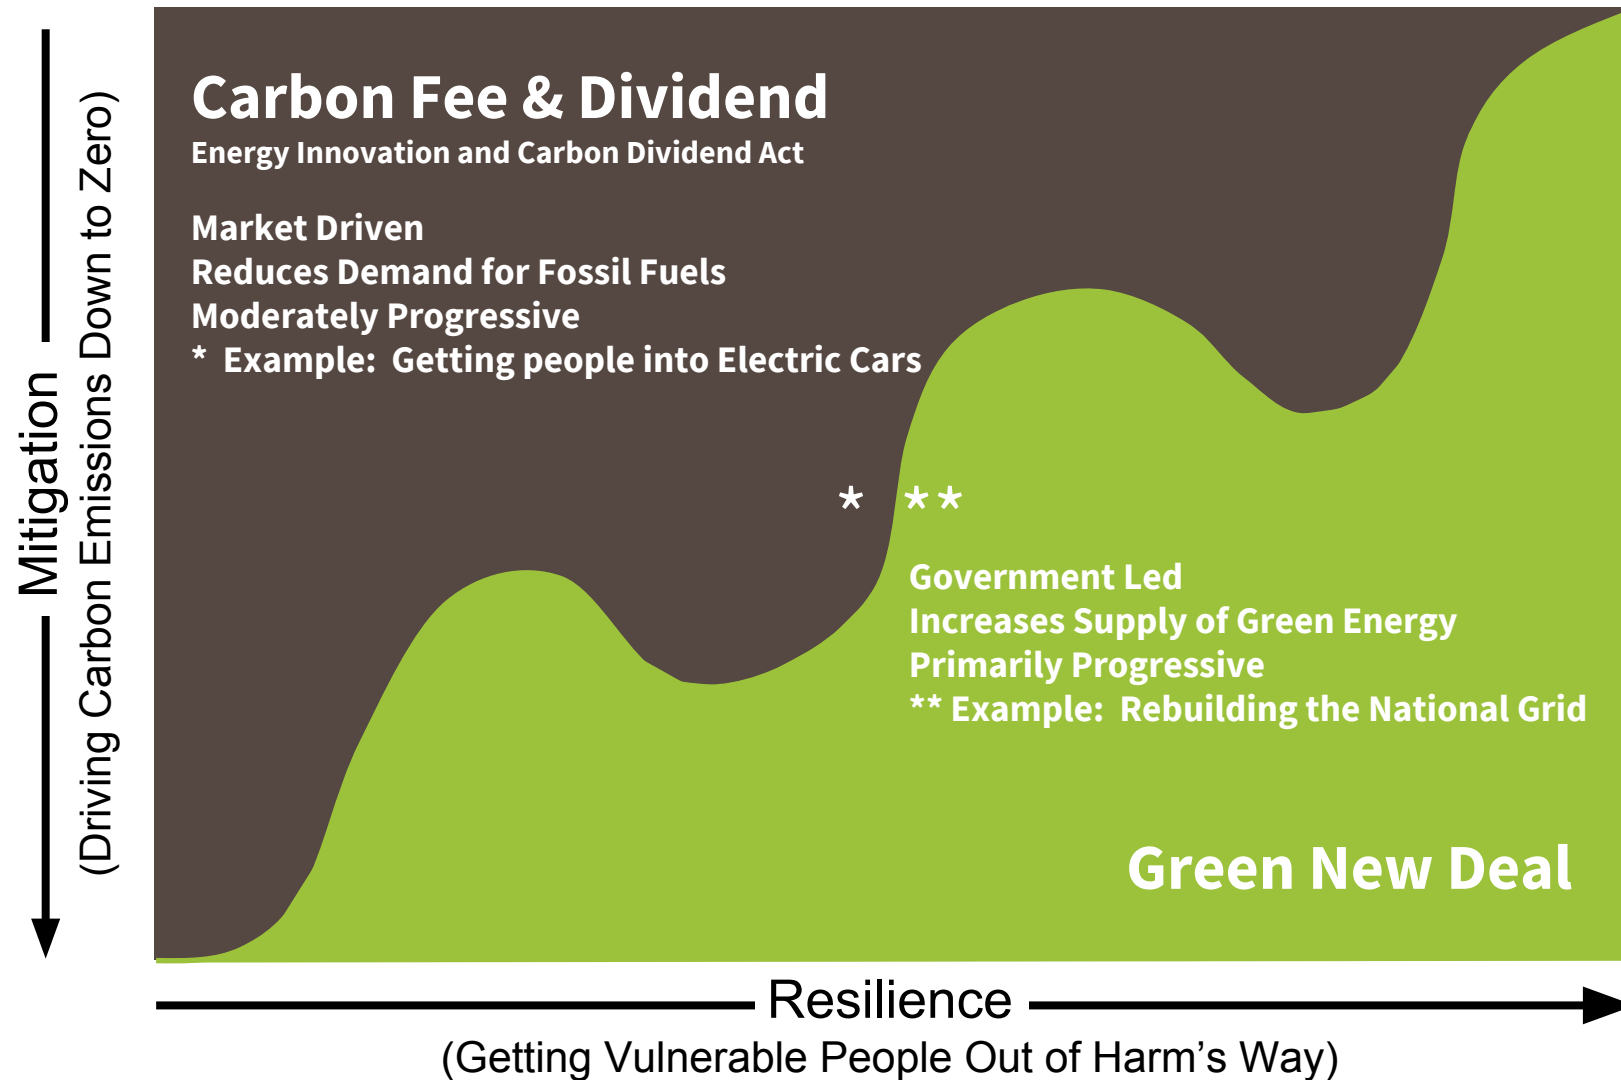 Mitigation
(Driving Carbon Emissions Down to Zero)
Carbon Fee & Dividend
Energy Innovation and Carbon Dividend Act
Market Driven
Reduces Demand for Fossil Fuels
Moderately Progressive
* Example: Getting people into Electric Cars
* **
Government Led
Increases Supply of Green Energy
Primarily Progressive
** Example: Rebuilding the National Grid
Green New Deal
Resilience
(Getting Vulnerable People Out of Harm's Way)